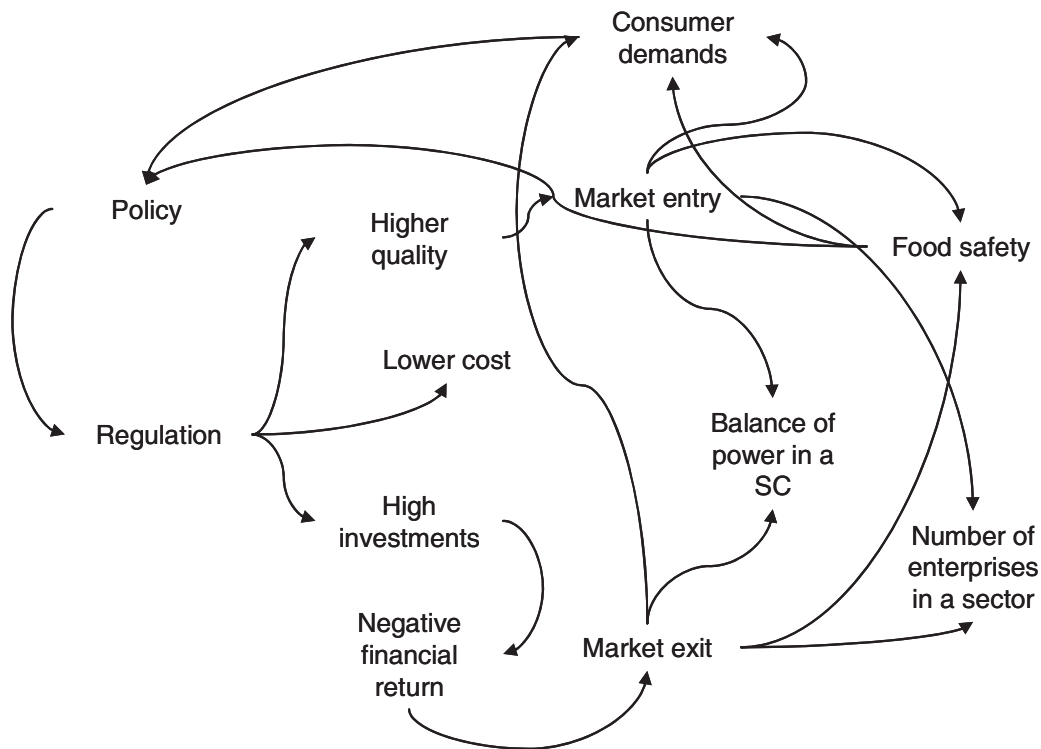 Consumer
demands
Policy
Market entry
Higher
quality
Food safety
Lower cost
Regulation
Balance of
power in a
SC
High
investments
Number of
enterprises
in a sector
Negative
financial
return
Market exit